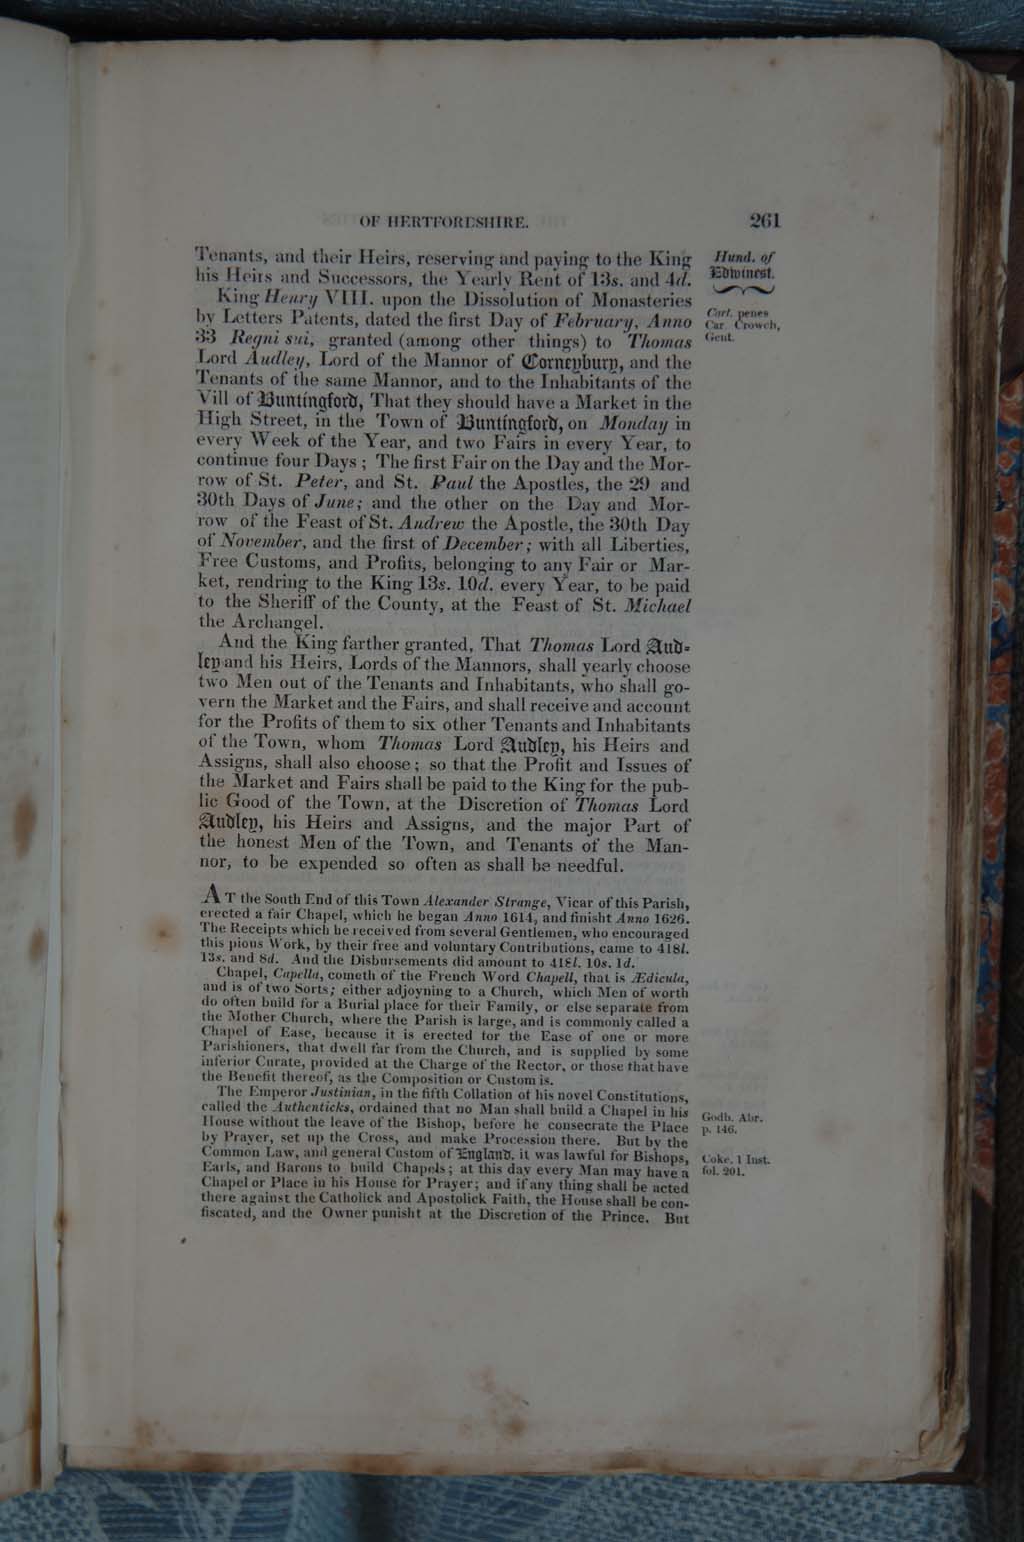 OF HERTFORDSHIRE. 261
Tenants, and their Heirs, reserving and paying to the King
his Heirs and Successors, the Yearly Rent of 13s. and 4d.
Hund. of
Edwinest.
King Henry VIII. upon the Dissolution of Monasteries
by Letters Patents, dated the first Day of February, Anno
33 Regni sui, granted (among other things) to Thomas
Cart. penes
Car. Crowch,
Gent.
Lord Audley, Lord of the Mannor of Corneybury, and the
Tenants of the same Mannor, and to the Inhabitants of the
Vill of Buntingford, That they should have a Market in the
High Street, in the Town of Buntingford, on Monday in
every Week of the Year, and two Fairs in every Year, to
continue four Days; The first Fair on the Day and the Mor-
row of St. Peter, and St. Paul the Apostles, the 29 and
30th Days of June; and the other on the Day and Mor-
row of the Feast of St. Andrew the Apostle, the 30th Day
of November, and the first of December; with all Liberties,
Free Customs, and Profits, belonging to any Fair or Mar-
ket, rendring to the King 13s. 10d. every Year, to be paid
to the Sheriff of the County, at the Feast of St. Michael
the Archangel.
And the King farther granted, That Thomas Lord Aud-
ley and his Heirs, Lords of the Mannors, shall yearly choose
two Men out of the Tenants and Inhabitants, who shall go-
vern the Market and the Fairs, and shall receive and account
for the Profits of them to six other Tenants and Inhabitants
of the Town, whom Thomas Lord Audley, his Heirs and
Assigns, shall also choose; so that the Profit and Issues of
the Market and Fairs shall be paid to the King for the pub-
lic Good of the Town, at the Discretion of Thomas Lord
Audley, his Heirs and Assigns, and the major Part of
the honest Men of the Town, and Tenants of the Man-
nor, to be expended so often as shall be needful.
AT the South End of this Town Alexander Strange, Vicar of this Parish,
erected a fair Chapel, which he began Anno 1614, and finisht Anno 1626.
The Receipts which he received from several Gentlemen, who encouraged
this pious Work, by their free and voluntary Contributions, came to 418l.
13s. and 8d. And the Disbursements did amount to 418l. 10s. 1d.
Chapel, Capella, cometh of the French Word Chapell, that is Ædicula,
and is of two Sorts; either adjoyning to a Church, which Men of worth
do often build for a Burial place for their Family, or else separate from
the Mother Church, where the Parish is large, and is commonly called a
Chapel of Ease, because it is erected for the Ease of one or more
Parishioners, that dwell far from the Church, and is supplied by some
inferior Curate, provided at the Charge of the Rector, or those that have
the Benefit thereof, as the Composition or Custom is.
The Emperor Justinian, in the fifth Collation of his novel Constitutions,
called the Authenticks, ordained that no Man shall build a Chapel in his
House without the leave of the Bishop, before he consecrate the Place
by Prayer, set up the Cross, and make Procession there. But by the
Godb. Abr.
p. 146.
Common Law, and general Custom of England, it was lawful for Bishops,
Earls, and Barons to build Chapels; at this day every Man may have a
Coke. 1 Inst.
fol. 201.
Chapel or Place in his House for Prayer; and if any thing shall be acted
there against the Catholick and Apostolick Faith, the House shall be con-
fiscated, and the Owner punisht at the Discretion of the Prince. But